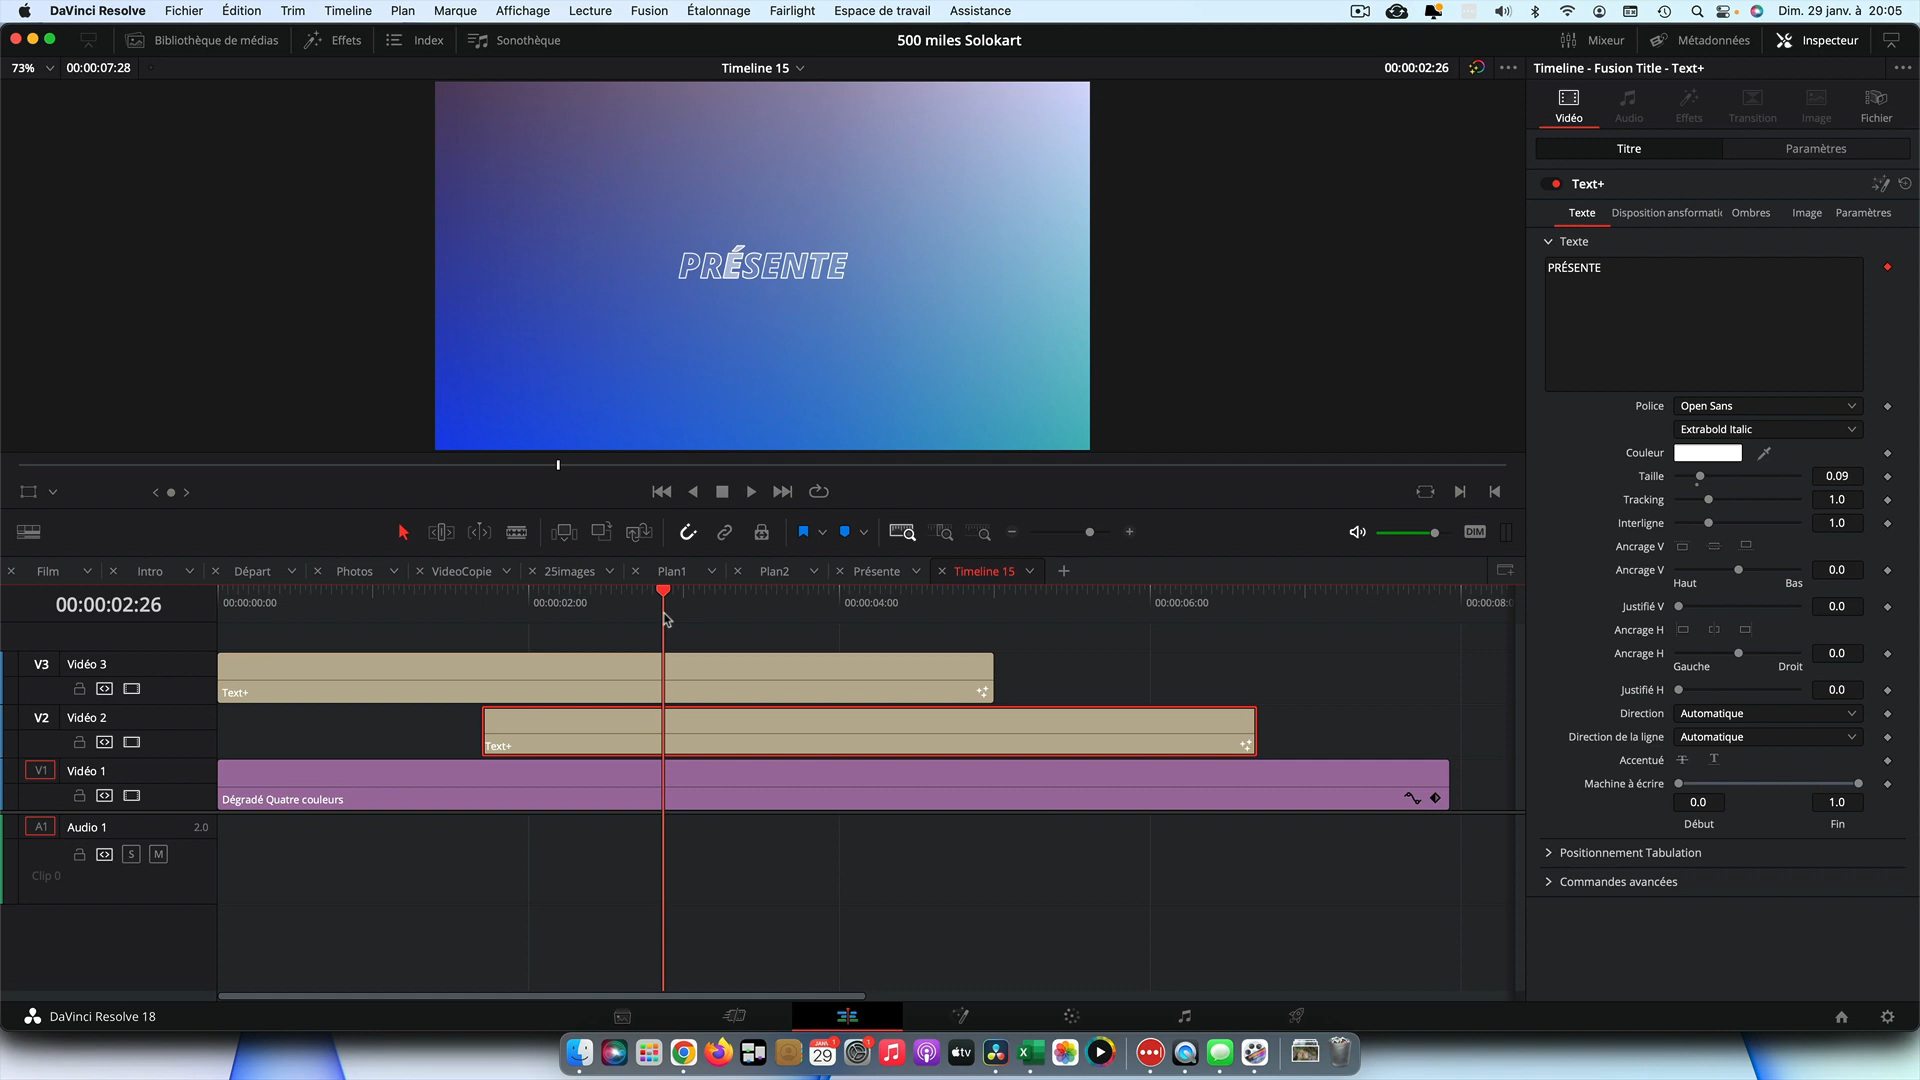 DaVinci Resolve Fichier Édition Trim Timeline Plan Marque Affichage Lecture Fusion Étalonnage Fairlight Espace de travail Assistance Dim. 29 janv. à 20:05
Bibliothèque de médias Effets Index Sonothèque 500 miles Solokart Mixeur Métadonnées Inspecteur
73% 00:00:07:28 Timeline 15 00:00:02:26 Timeline - Fusion Title - Text+
Vidéo Audio Effets Transition Image Fichier
Titre Paramètres
Text+
Texte Disposition ansformati Ombres Image Paramètres
Texte
PRÉSENTE
PRÉSENTE
Police Open Sans
Extrabold Italic
Couleur
Taille 0.09
Tracking 1.0
Interligne 1.0
Ancrage V
Ancrage V 0.0
Haut Bas
Justifié V 0.0
Ancrage H
Ancrage H 0.0
Gauche Droit
Justifié H 0.0
Direction Automatique
Direction de la ligne Automatique
Accentué
Machine à écrire
0.0 1.0
Début Fin
Positionnement Tabulation
Commandes avancées
DIM
Film Intro Départ Photos VideoCopie 25images Plan1 Plan2 Présente Timeline 15
00:00:02:26 00:00:00:00 00:00:02:00 00:00:04:00 00:00:06:00 00:00:08:0
V3 Vidéo 3
Text+
V2 Vidéo 2
Text+
V1 Vidéo 1
Dégradé Quatre couleurs
A1 Audio 1 2.0
S M
Clip 0
DaVinci Resolve 18
JANV. 29 1 1 tv